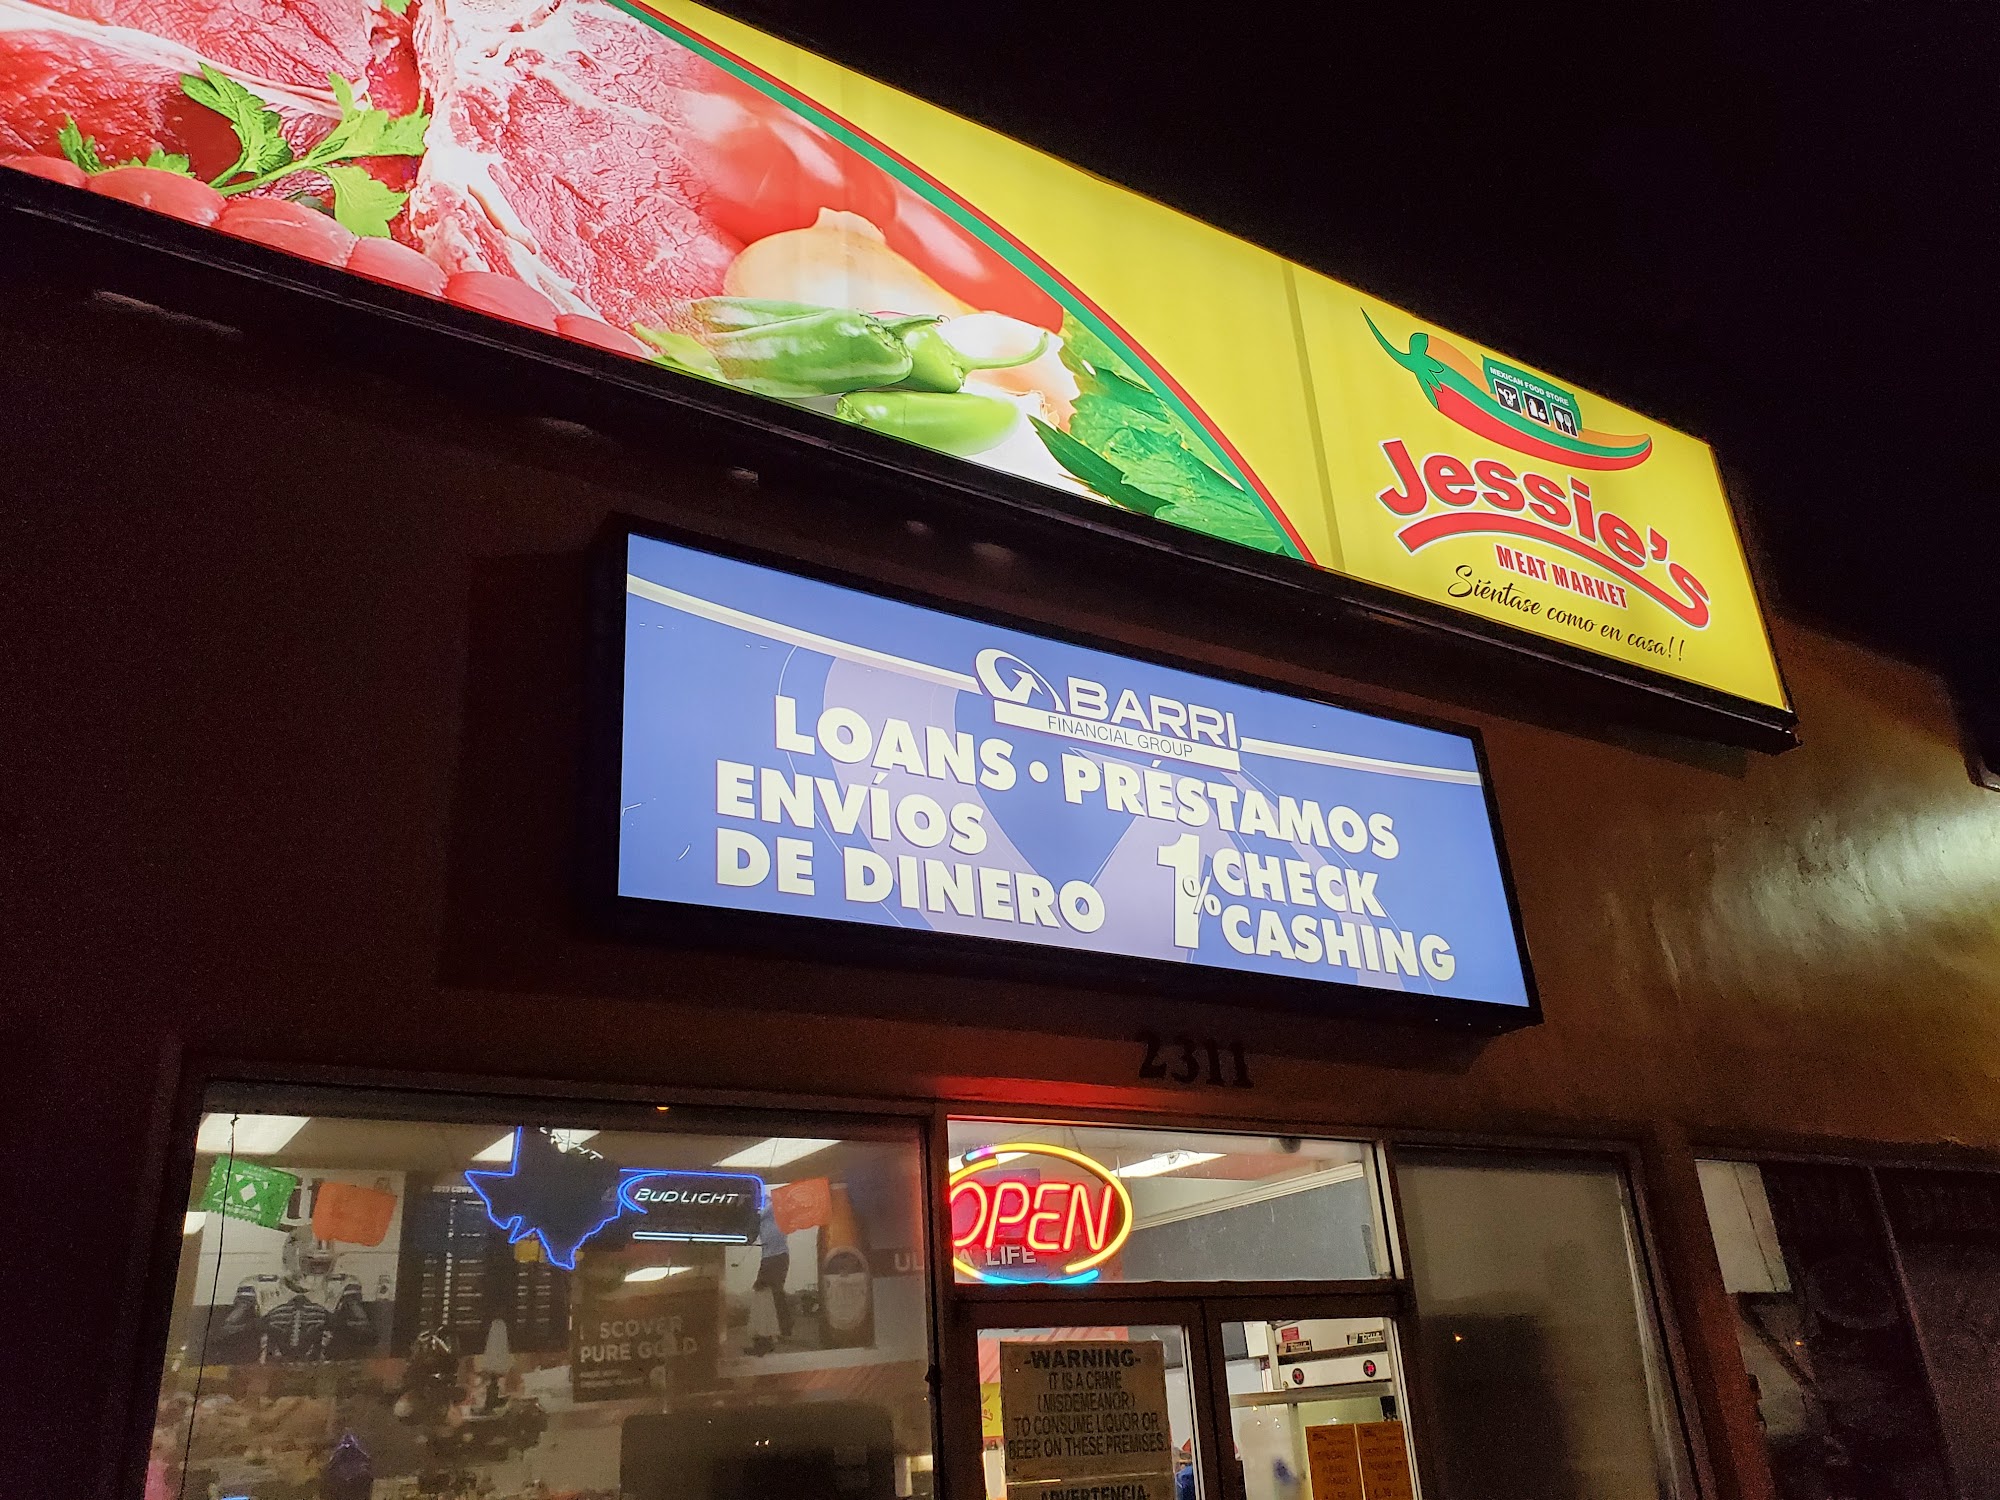 MEXICAN FOOD STORE
Jessie's
MEAT MARKET
Siéntase como en casa!!
BARRI
FINANCIAL GROUP
LOANS • PRÉSTAMOS
ENVÍOS
DE DINERO
1% CHECK
CASHING
2311
BUD LIGHT
OPEN
LIFE
PURE GOLD
-WARNING-
IT IS A CRIME
(MISDEMEANOR)
TO CONSUME LIQUOR OR
BEER ON THESE PREMISES.
ADVERTENCIA-